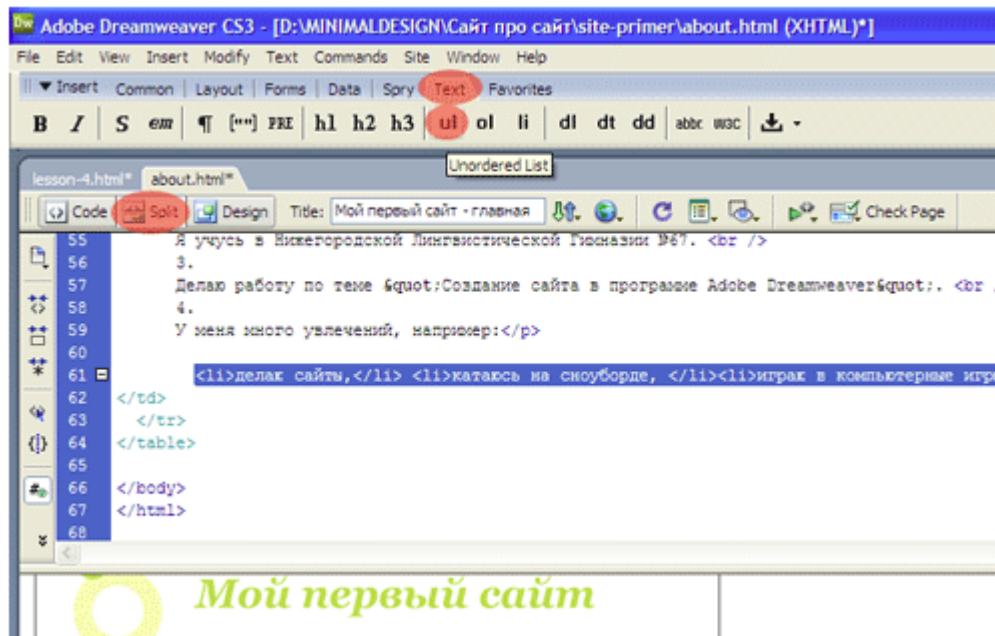 Adobe Dreamweaver CS3 - [D:\MINIMALDESIGN\Сайт про сайт\site-primer\about.html (XHTML)*]
File Edit View Insert Modify Text Commands Site Window Help
Insert Common Layout Forms Data Spry Text Favorites
B I S em ¶ [""] PRE h1 h2 h3 ul ol li dl dt dd abbr. W3C
Unordered List
lesson-4.html* about.html*
Code Split Design Title: Мой первый сайт - главная Check Page
55 Я учусь в Нижегородской Лингвистической Гимназии №67. <br />
56 3.
57 Делаю работу по теме &quot;Создание сайта в программе Adobe Dreamweaver&quot;. <br
58 4.
59 У меня много увлечений, например:</p>
60
61 <li>делаю сайты,</li> <li>катаюсь на сноуборде, </li><li>играю в компьютерные
62 </td>
63 </tr>
64 </table>
65
66 </body>
67 </html>
68
Мой первый сайт